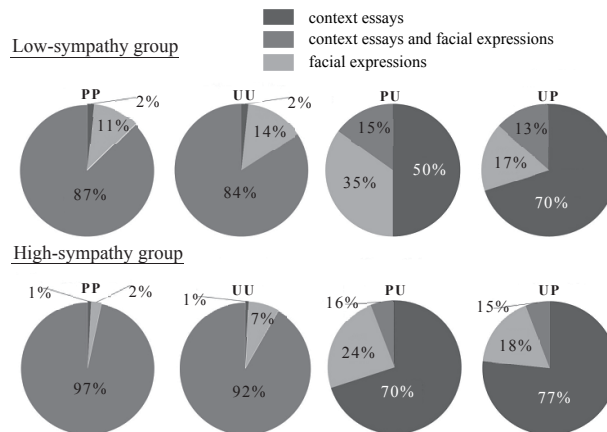 context essays
context essays and facial expressions
facial expressions
Low-sympathy group
PP UU PU UP
2% 11% 87%
2% 14% 84%
15% 35% 50%
13% 17% 70%
High-sympathy group
PP UU PU UP
1% 2% 97%
1% 7% 92%
16% 24% 70%
15% 18% 77%